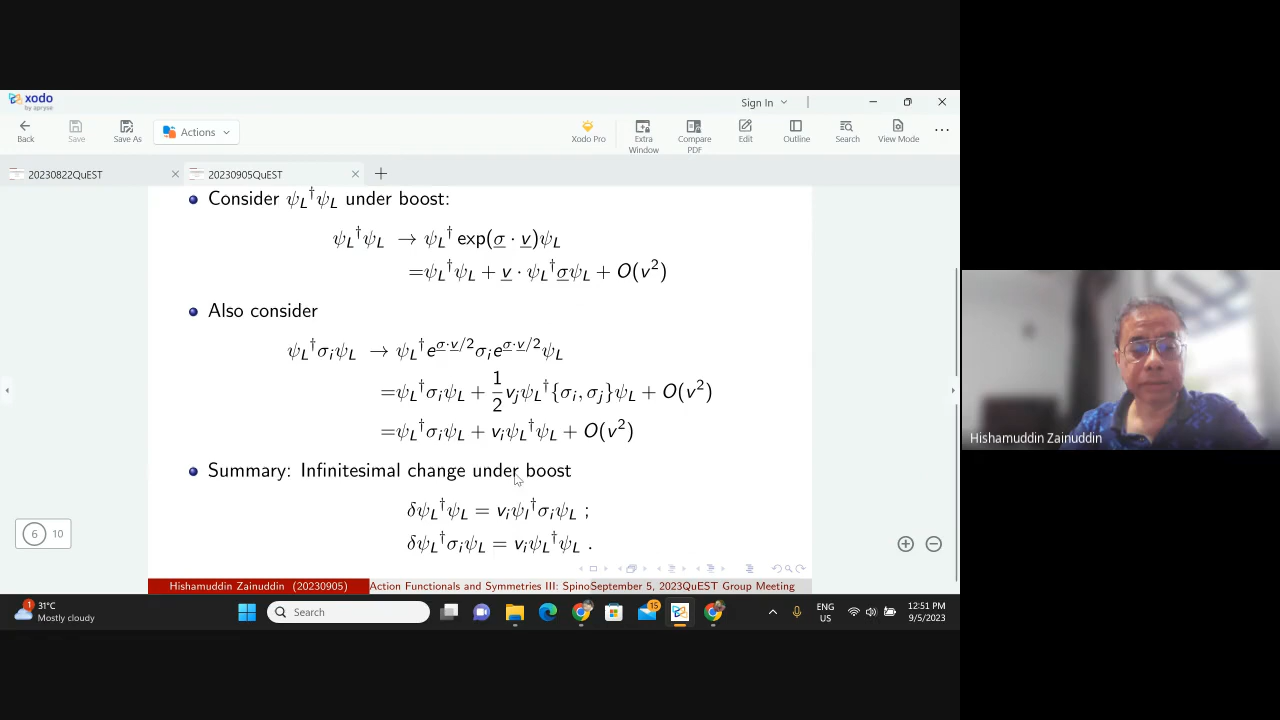 xodo
by apryse
Sign In
Back
Save
Save As
Actions
Xodo Pro
Extra Window
Compare PDF
Edit
Outline
Search
View Mode
20230822QuEST
20230905QuEST
Consider ψ_L†ψ_L under boost:
ψ_L†ψ_L → ψ_L† exp(σ · v)ψ_L
=ψ_L†ψ_L + v · ψ_L†σψ_L + O(v²)
Also consider
ψ_L†σ_iψ_L → ψ_L†e^{σ·v/2}σ_ie^{σ·v/2}ψ_L
=ψ_L†σ_iψ_L + 1/2 v_jψ_L†{σ_i, σ_j}ψ_L + O(v²)
=ψ_L†σ_iψ_L + v_iψ_L†ψ_L + O(v²)
Summary: Infinitesimal change under boost
δψ_L†ψ_L = v_iψ_l†σ_iψ_L ;
δψ_L†σ_iψ_L = v_iψ_L†ψ_L .
6 10
Hishamuddin Zainuddin (20230905)
Action Functionals and Symmetries III: Spino
September 5, 2023
QuEST Group Meeting
Hishamuddin Zainuddin
1
31°C
Mostly cloudy
Search
15
ENG
US
12:51 PM
9/5/2023